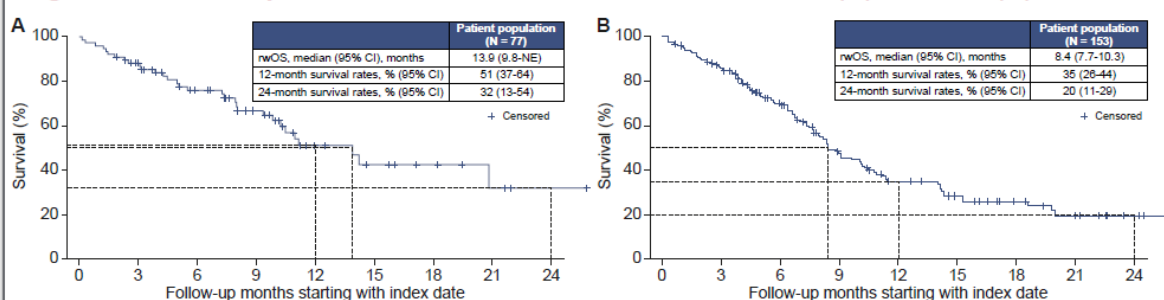 A
Patient population
(N = 77)
rwOS, median (95% CI), months 13.9 (9.8-NE)
12-month survival rates, % (95% CI) 51 (37-64)
24-month survival rates, % (95% CI) 32 (13-54)
+ Censored
Survival (%)
100
80
60
40
20
0
0 3 6 9 12 15 18 21 24
Follow-up months starting with index date
B
Patient population
(N = 153)
rwOS, median (95% CI), months 8.4 (7.7-10.3)
12-month survival rates, % (95% CI) 35 (26-44)
24-month survival rates, % (95% CI) 20 (11-29)
+ Censored
Survival (%)
100
80
60
40
20
0
0 3 6 9 12 15 18 21 24
Follow-up months starting with index date